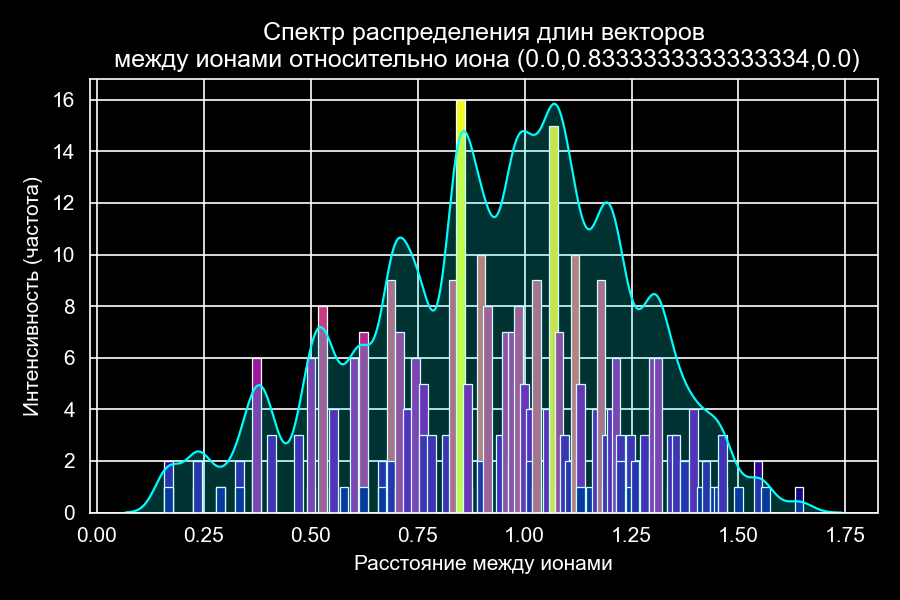 Спектр распределения длин векторов
между ионами относительно иона (0.0,0.8333333333333334,0.0)
Интенсивность (частота)
16
14
12
10
8
6
4
2
0
0.00 0.25 0.50 0.75 1.00 1.25 1.50 1.75
Расстояние между ионами